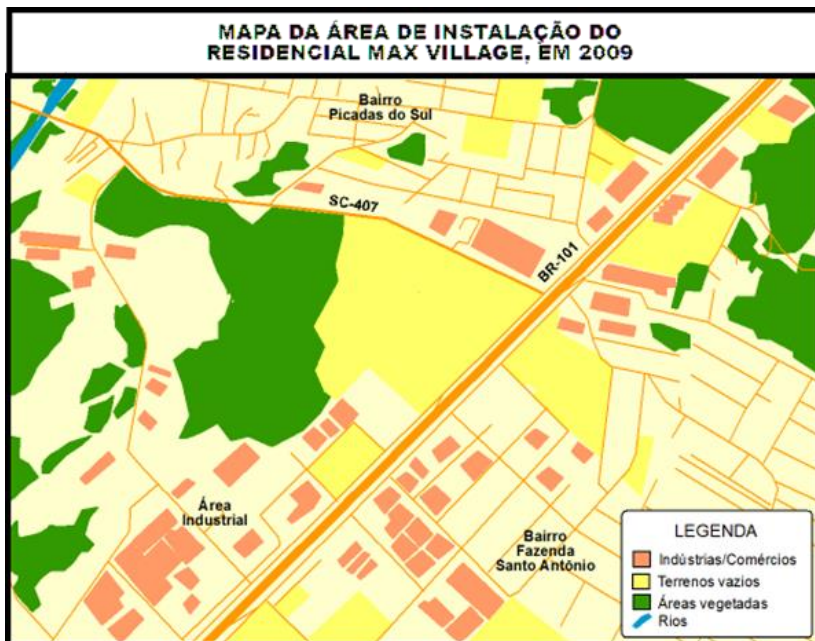 MAPA DA ÁREA DE INSTALAÇÃO DO
RESIDENCIAL MAX VILLAGE, EM 2009
Bairro
Picadas do Sul
SC-407
BR-101
Área
Industrial
Bairro
Fazenda
Santo Antônio
LEGENDA
Indústrias/Comércios
Terrenos vazios
Áreas vegetadas
Rios